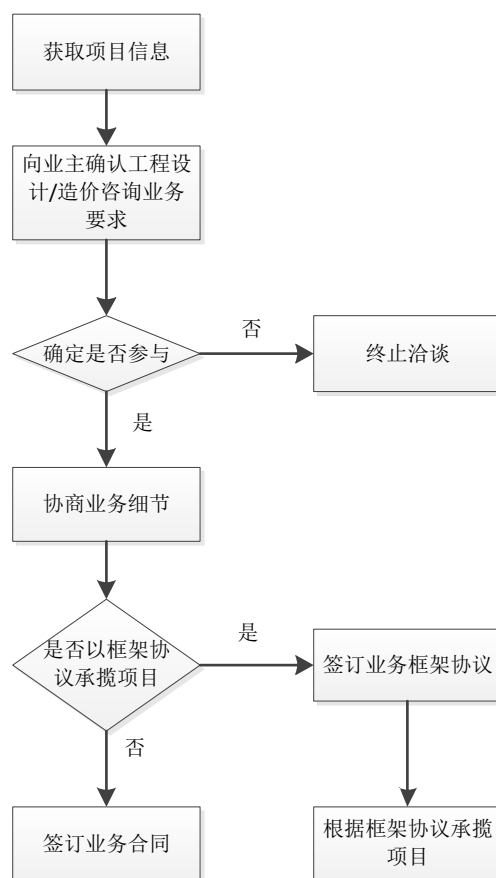 获取项目信息
向业主确认工程设
计/造价咨询业务
要求
确定是否参与
否
终止洽谈
是
协商业务细节
是否以框架协
议承揽项目
是
签订业务框架协议
否
签订业务合同
根据框架协议承揽
项目